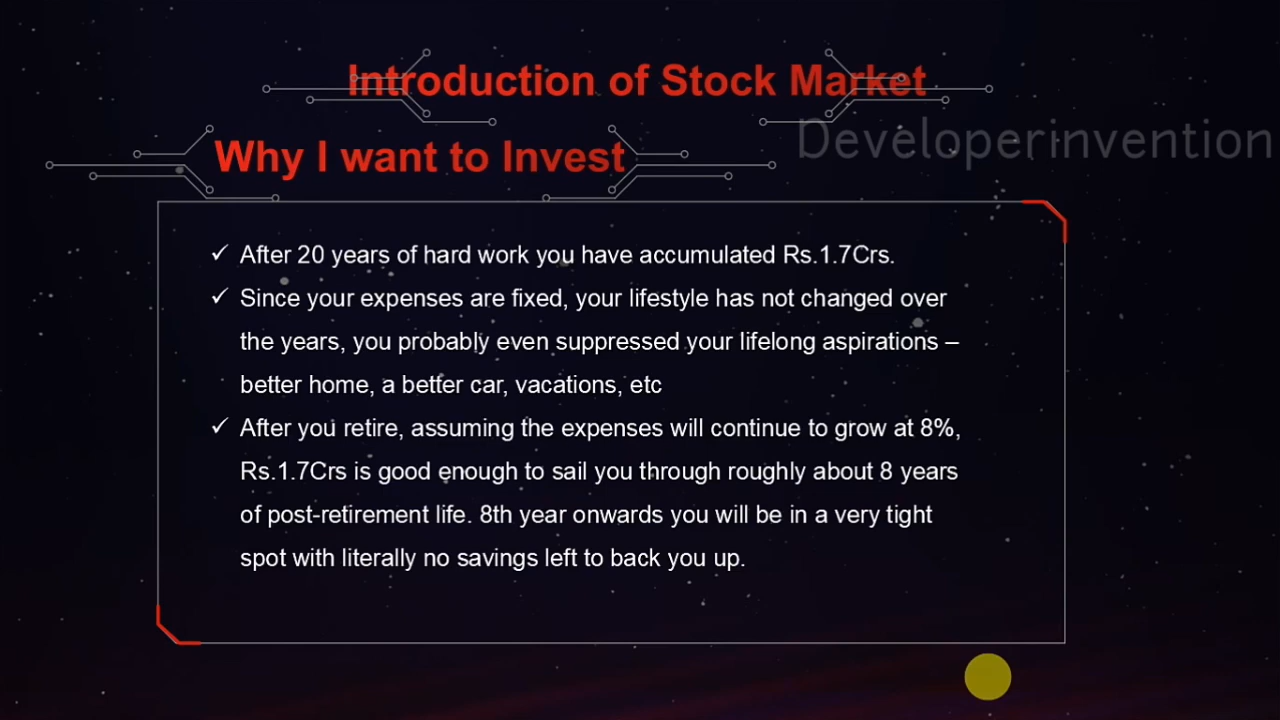 Introduction of Stock Market
Developerinvention
Why I want to Invest
✓ After 20 years of hard work you have accumulated Rs.1.7Crs.
✓ Since your expenses are fixed, your lifestyle has not changed over
the years, you probably even suppressed your lifelong aspirations –
better home, a better car, vacations, etc
✓ After you retire, assuming the expenses will continue to grow at 8%,
Rs.1.7Crs is good enough to sail you through roughly about 8 years
of post-retirement life. 8th year onwards you will be in a very tight
spot with literally no savings left to back you up.